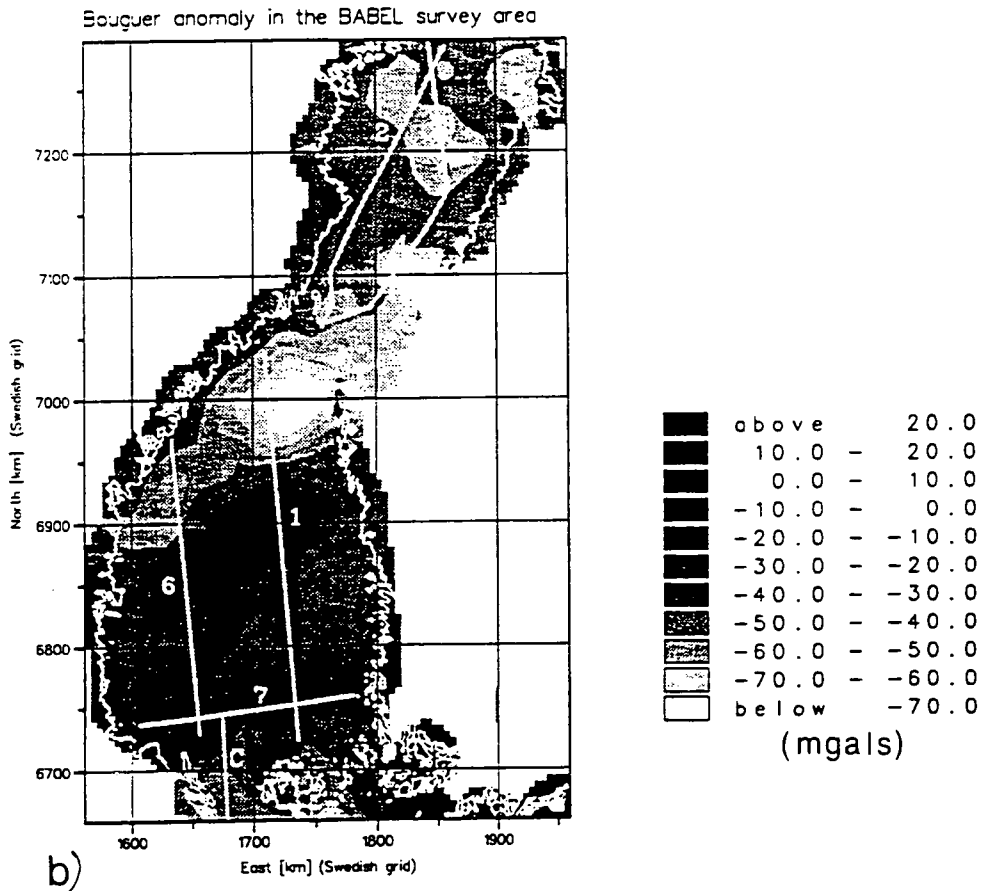 Bouguer anomaly in the BABEL survey area
7200
7100
7000
6900
6800
6700
North [km] (Swedish grid)
1600
1700
1800
1900
East [km] (Swedish grid)
2
1
6
7
C
above 20.0
10.0 - 20.0
0.0 - 10.0
-10.0 - 0.0
-20.0 - -10.0
-30.0 - -20.0
-40.0 - -30.0
-50.0 - -40.0
-60.0 - -50.0
-70.0 - -60.0
below -70.0
(mgals)
b)